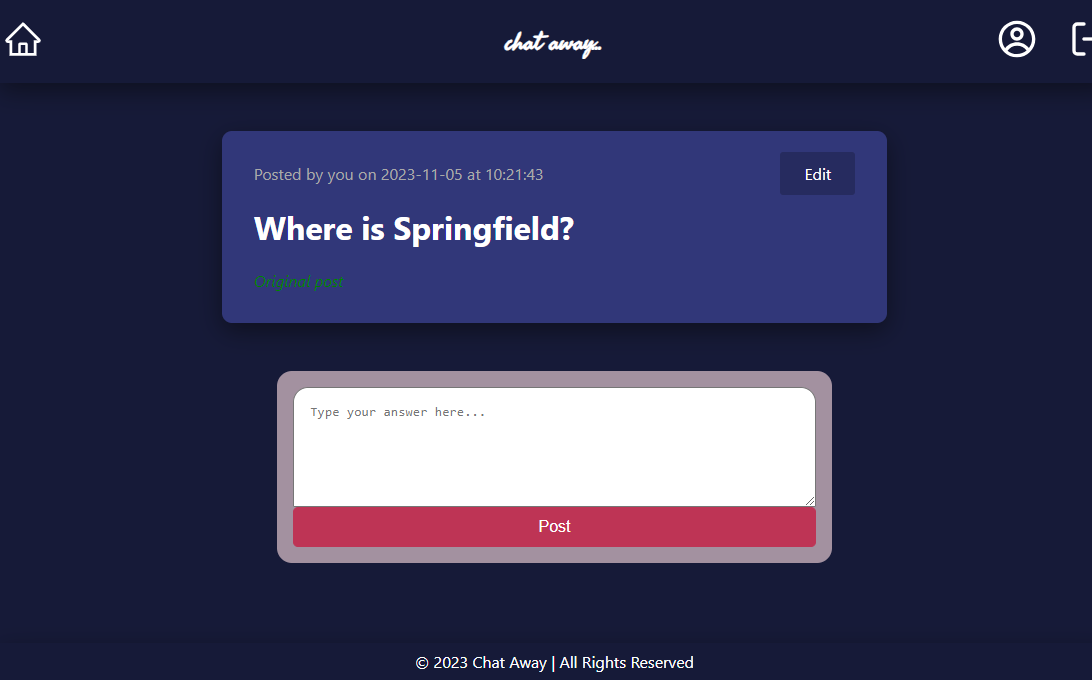 chat away..
Posted by you on 2023-11-05 at 10:21:43
Edit
Where is Springfield?
Original post
Type your answer here...
Post
© 2023 Chat Away | All Rights Reserved